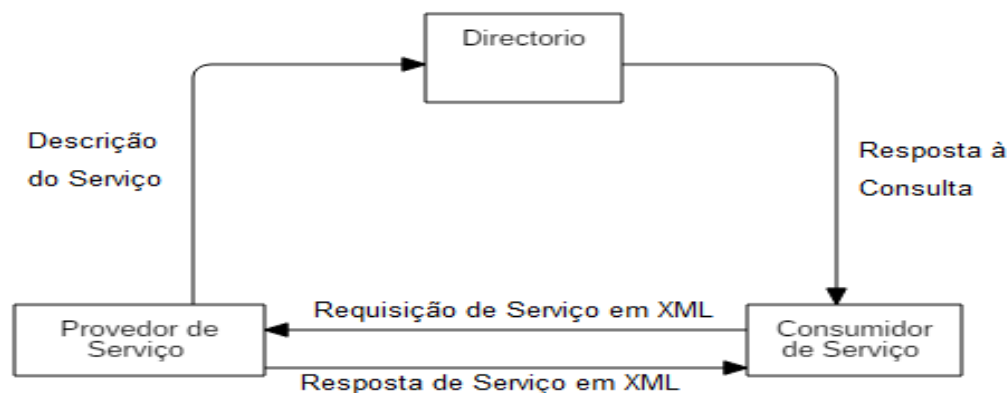 Directorio
Descrição
do Serviço
Resposta à
Consulta
Requisição de Serviço em XML
Provedor de
Serviço
Consumidor
de Serviço
Resposta de Serviço em XML